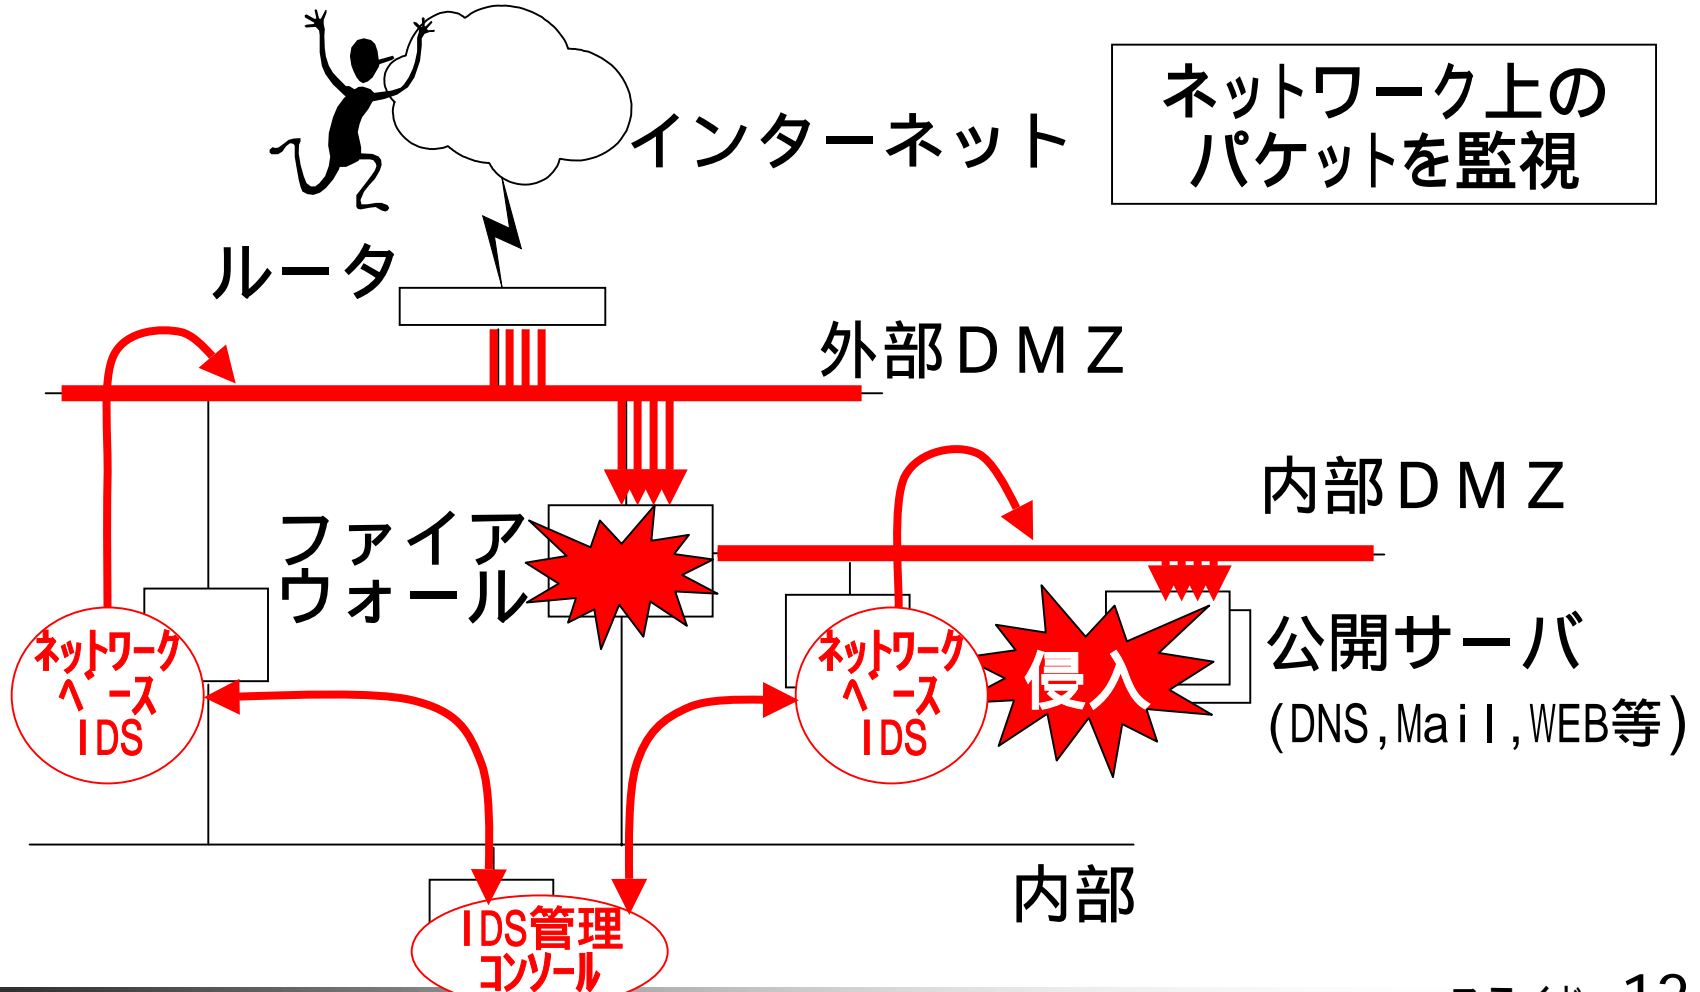 ネットワーク上の
パケットを監視
インターネット
ルータ
外部ＤＭＺ
内部ＤＭＺ
ファイア
ウォール
ネットワーク
ベース
IDS
ネットワーク
ベース
IDS
侵入
公開サーバ
(DNS,Mail,WEB等)
内部
IDS管理
コンソール